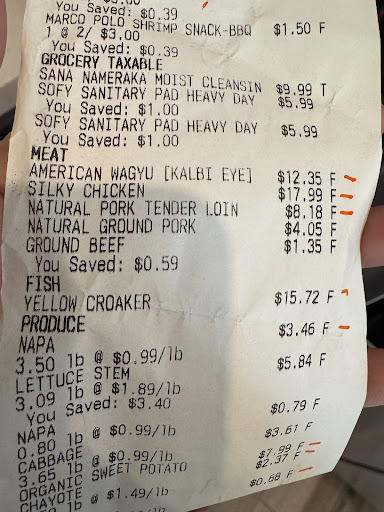 You Saved: $0.39
MARCO POLO SHRIMP SNACK-BBQ $1.50 F
1 @ 2/ $3.00
You Saved: $0.39
GROCERY TAXABLE
SANA NAMERAKA MOIST CLEANSIN $9.99 T
SOFY SANITARY PAD HEAVY DAY $5.99
You Saved: $1.00
SOFY SANITARY PAD HEAVY DAY $5.99
You Saved: $1.00
MEAT
AMERICAN WAGYU [KALBI EYE] $12.35 F
SILKY CHICKEN $17.99 F
NATURAL PORK TENDER LOIN $8.18 F
NATURAL GROUND PORK $4.05 F
GROUND BEEF $1.35 F
You Saved: $0.59
FISH
YELLOW CROAKER $15.72 F
PRODUCE
NAPA $3.46 F
3.50 lb @ $0.99/lb
LETTUCE STEM $5.84 F
3.09 lb @ $1.89/lb
You Saved: $3.40
NAPA $0.79 F
0.80 lb @ $0.99/lb
CABBAGE $3.61 F
3.65 lb @ $0.99/lb
ORGANIC SWEET POTATO $7.99 F
CHAYOTE $2.37 F
lb @ $1.49/lb
$0.68 F